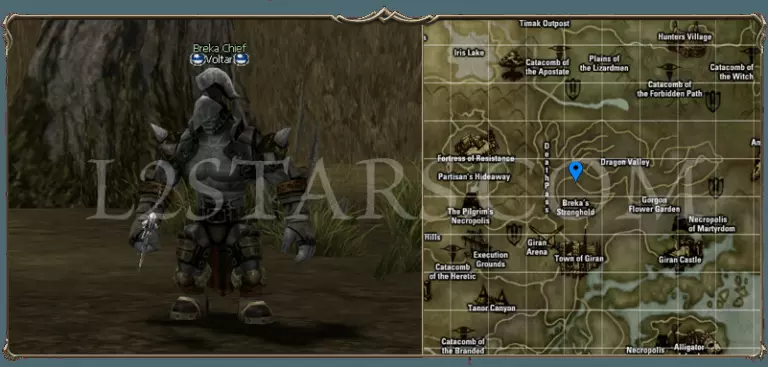 Breka Chief
Voltar
L2STARS.COM
Timak Outpost
Iris Lake
Hunters Village
Catacomb of
the Apostate
Plains of
the Lizardmen
Catacomb of
the Forbidden Path
Catacomb of
the Witch
Fortress of Resistance
Partisan's Hideaway
Death Pass
Dragon Valley
Breka's
Stronghold
Gorgon
Flower Garden
The Pilgrim's
Necropolis
Necropolis
of Martyrdom
Hills
Execution
Grounds
Giran
Arena
Town of Giran
Giran Castle
Catacomb
of the Heretic
Tanor Canyon
Catacomb of
the Branded
Necropolis
Alligator